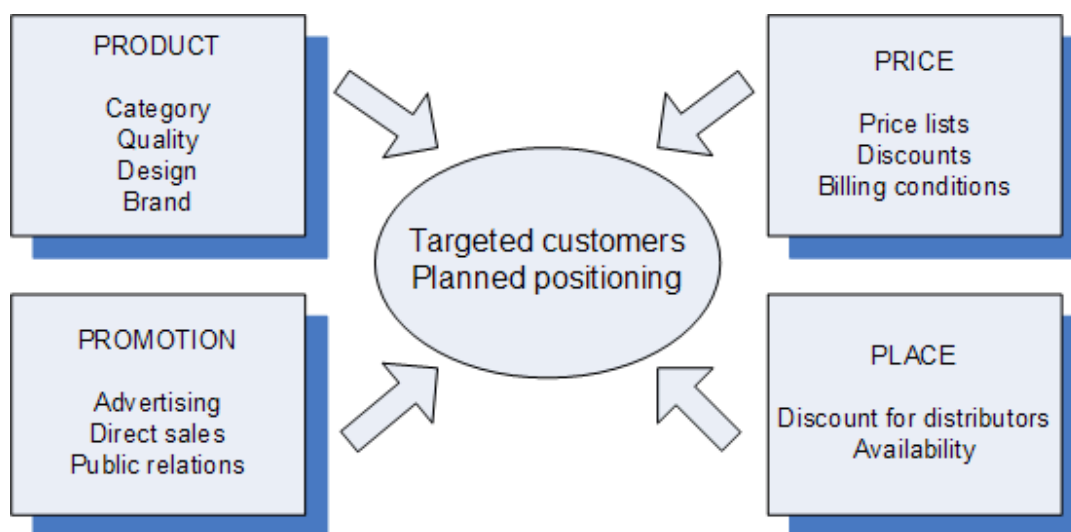 PRODUCT
Category
Quality
Design
Brand
PRICE
Price lists
Discounts
Billing conditions
Targeted customers
Planned positioning
PROMOTION
Advertising
Direct sales
Public relations
PLACE
Discount for distributors
Availability